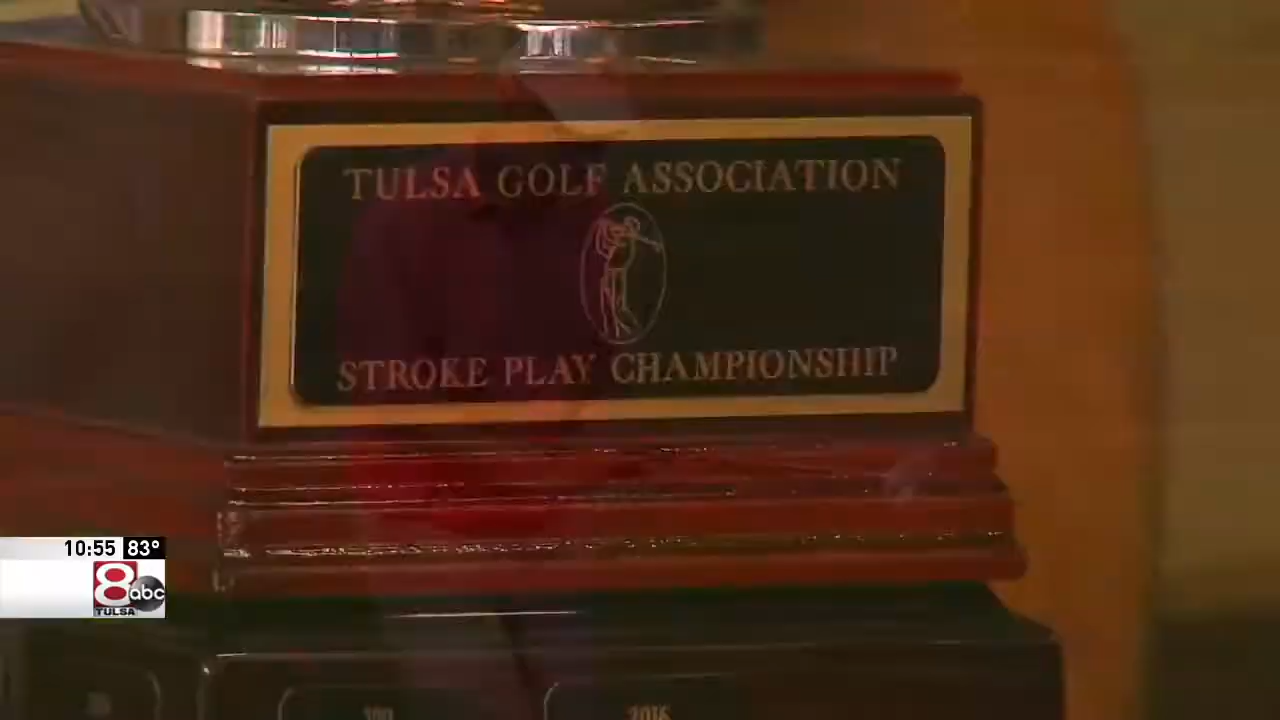 TULSA GOLF ASSOCIATION
STROKE PLAY CHAMPIONSHIP
10:55 83°
8 abc
TULSA
2016